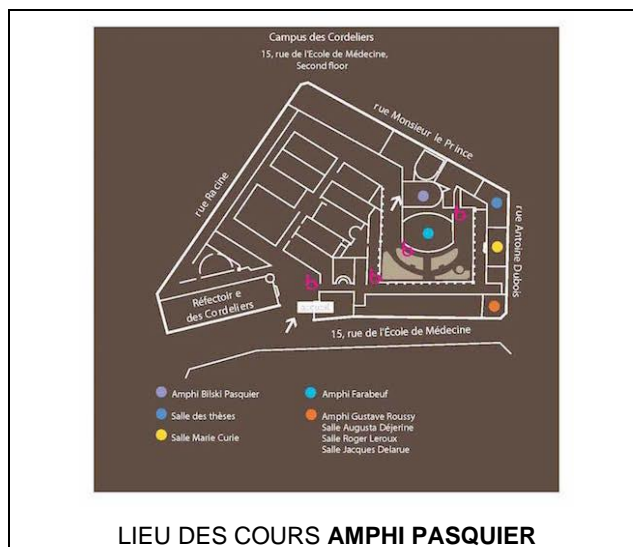 Campus des Cordeliers
15, rue de l'Ecole de Médecine,
Second floor
rue Monsieur le Prince
rue Racine
rue Antoine Dubois
Réfectoir e
des Cordeliers
15, rue de l'École de Médecine
Amphi Bilski Pasquier
Salle des thèses
Salle Marie Curie
Amphi Farabeuf
Amphi Gustave Roussy
Salle Augusta Déjerine
Salle Roger Leroux
Salle Jacques Delarue
LIEU DES COURS AMPHI PASQUIER